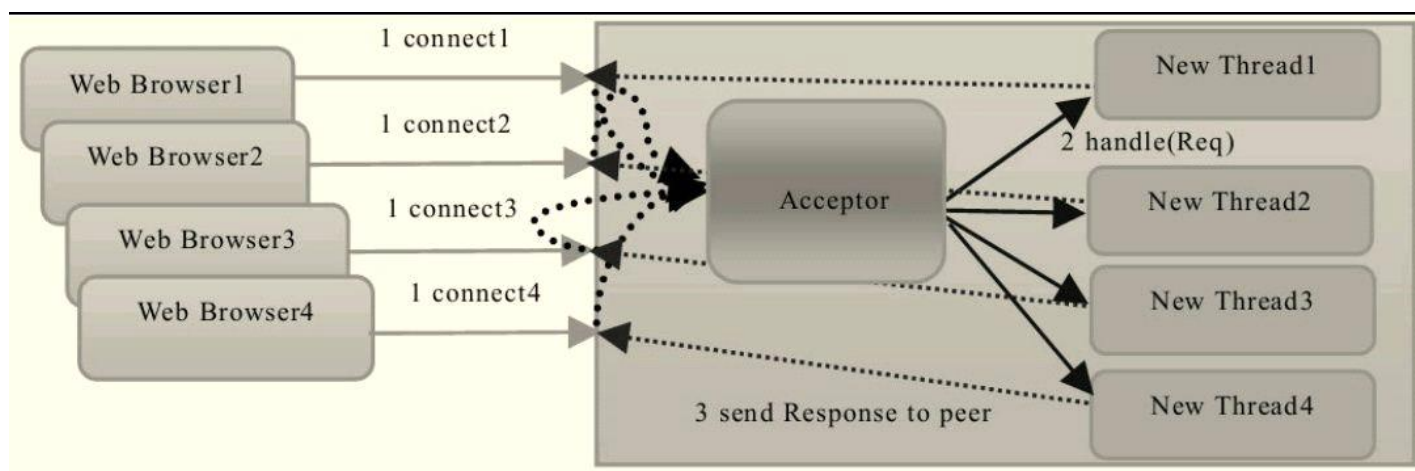 1 connect1
Web Browser1
1 connect2
Web Browser2
1 connect3
Web Browser3
1 connect4
Web Browser4
Acceptor
New Thread1
2 handle(Req)
New Thread2
New Thread3
New Thread4
3 send Response to peer